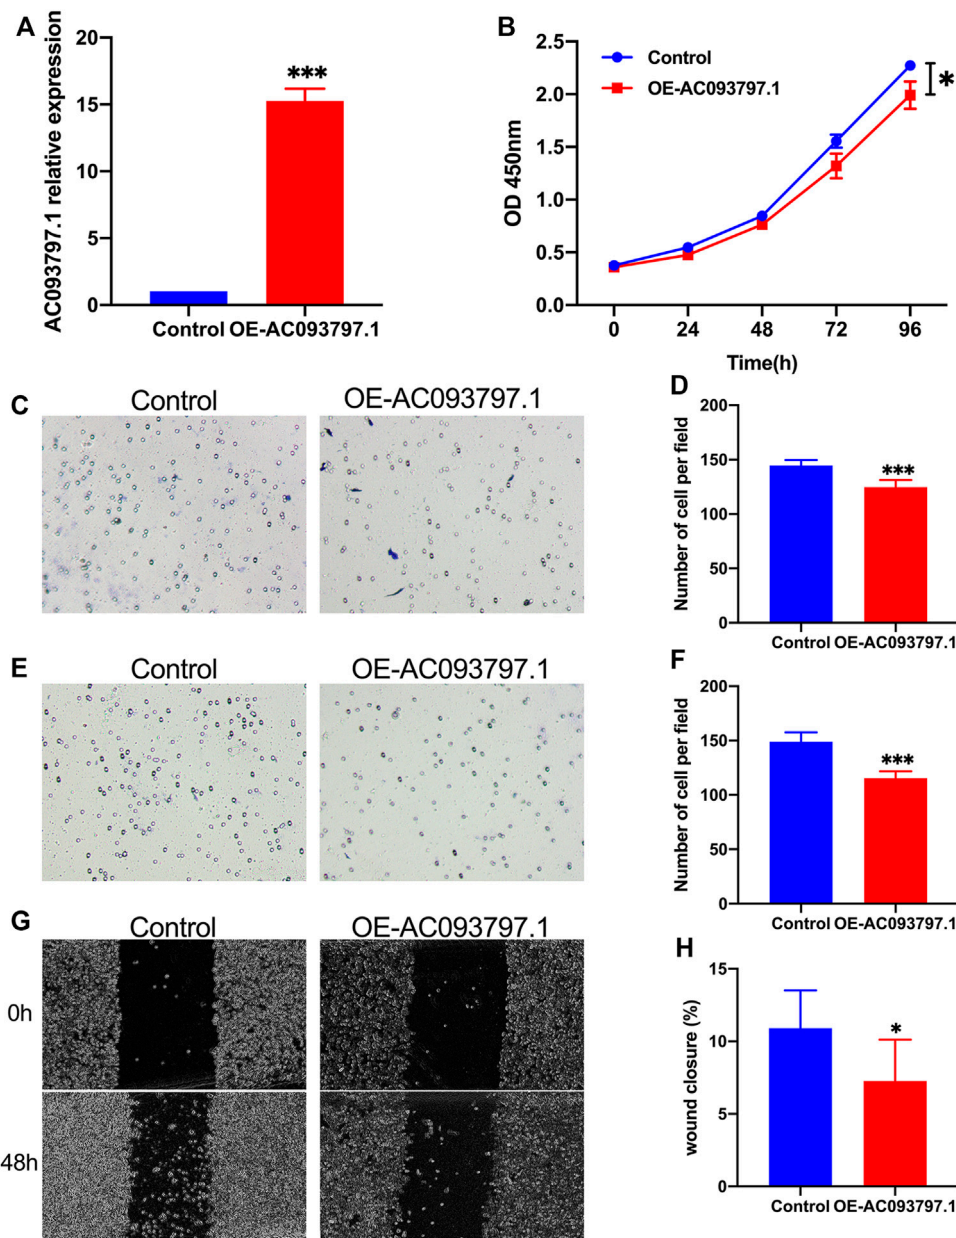 A
AC093797.1 relative expression
20
15
10
5
0
***
Control OE-AC093797.1
B
OD 450nm
2.5
2.0
1.5
1.0
0.5
0.0
Control
OE-AC093797.1
*
0 24 48 72 96
Time(h)
C
Control OE-AC093797.1
D
Number of cell per field
200
150
100
50
0
***
Control OE-AC093797.1
E
Control OE-AC093797.1
F
Number of cell per field
200
150
100
50
0
***
Control OE-AC093797.1
G
Control OE-AC093797.1
0h
48h
H
wound closure (%)
15
10
5
0
*
Control OE-AC093797.1